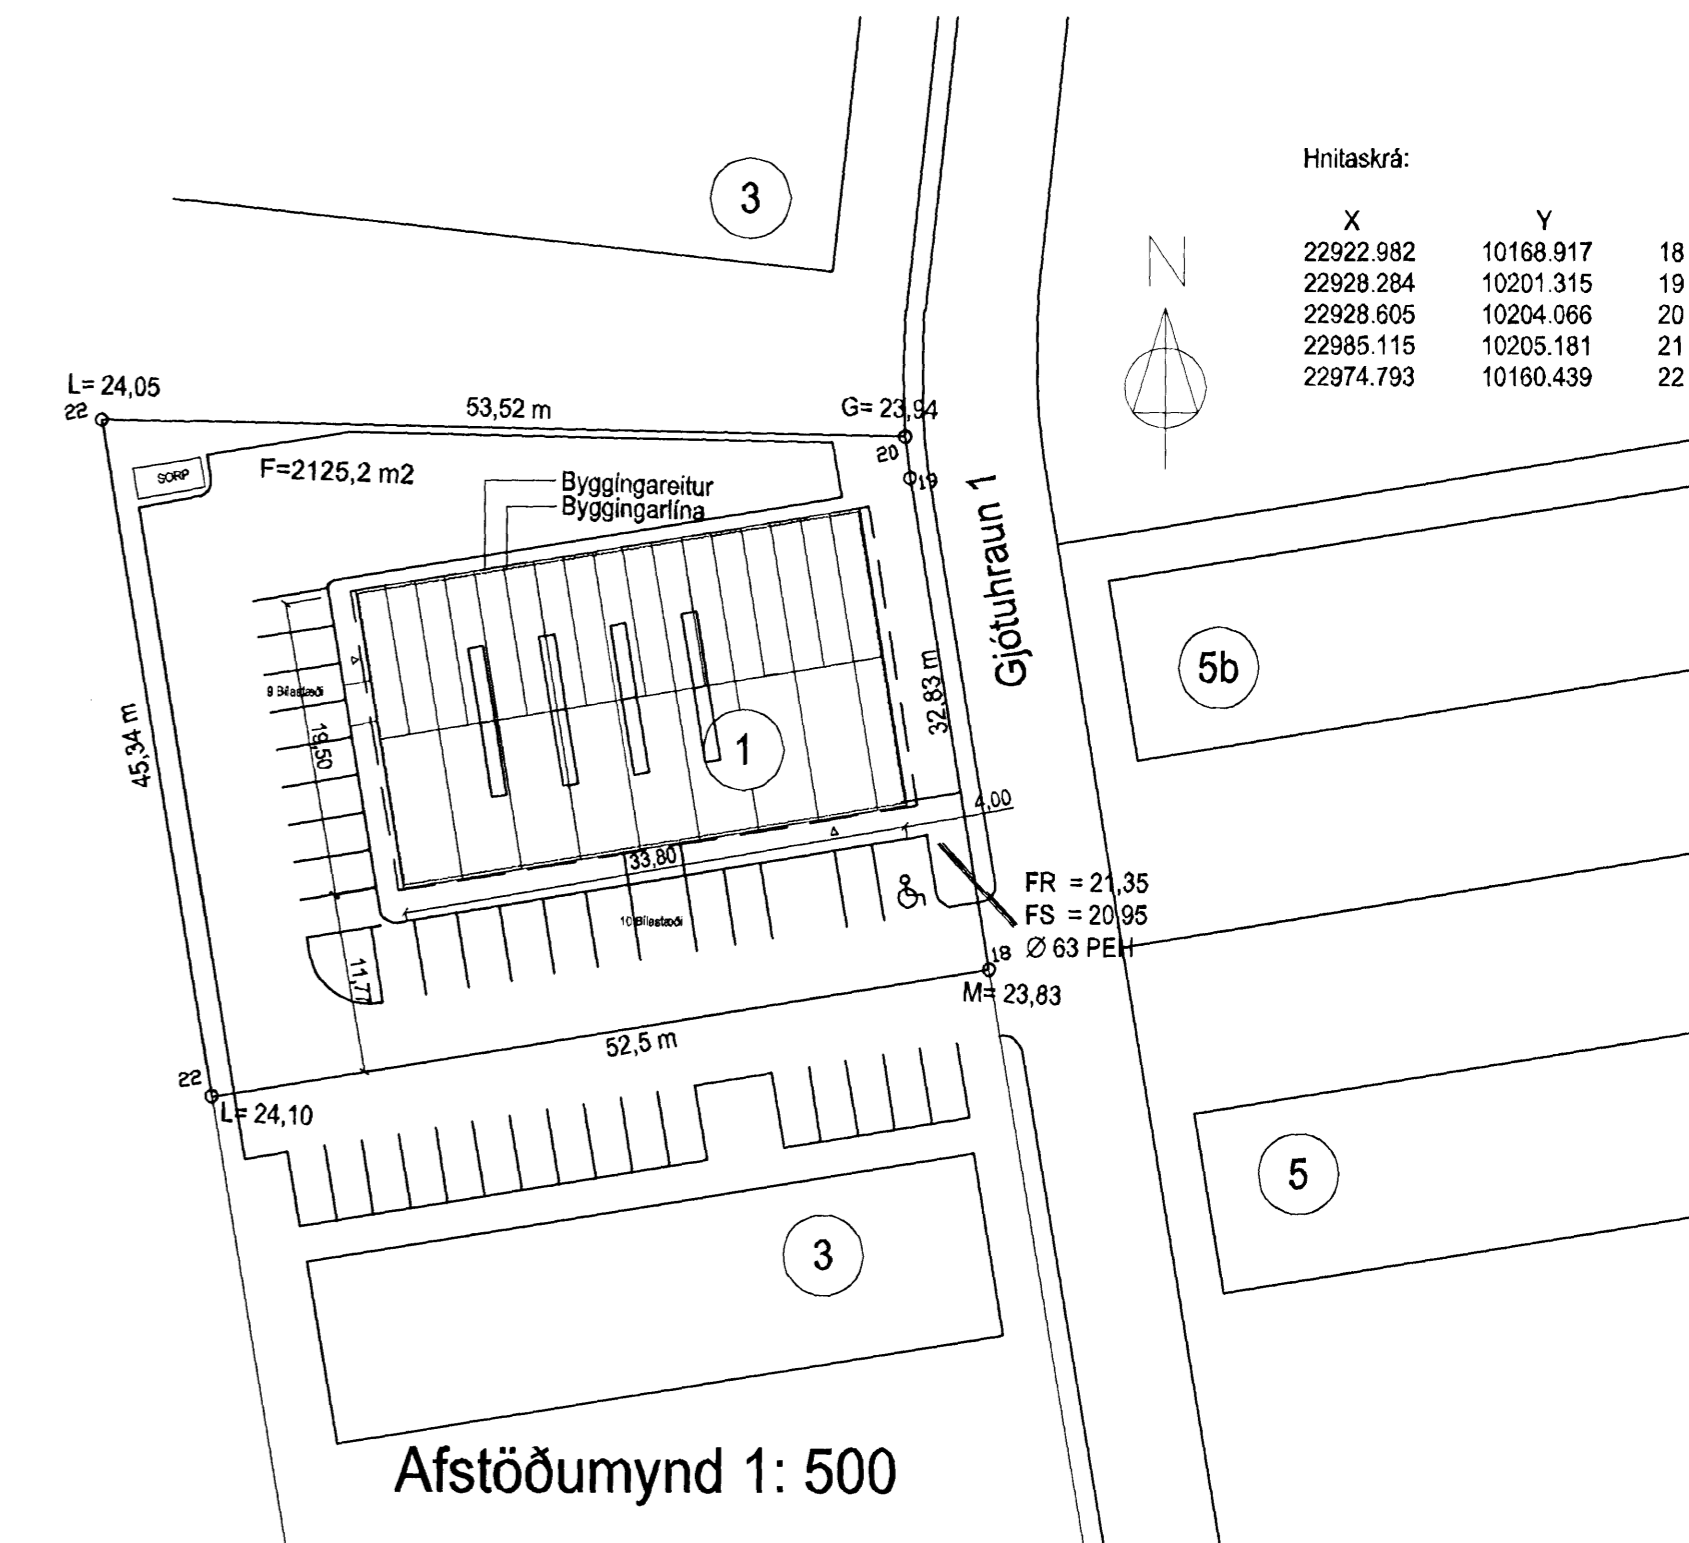 3
Hnitaskrá:
X Y
22922.982 10168.917 18
22928.284 10201.315 19
22928.605 10204.066 20
22985.115 10205.181 21
22974.793 10160.439 22
N
L= 24,05
22
53,52 m
G= 23,94
20
19
SORP
F=2125,2 m2
Byggingareitur
Byggingarlína
Gjótuhraun 1
5b
9 Bílastæði
19,50
45,34 m
32,83 m
1
4,00
33,80
10 Bílastæði
FR = 21,35
FS = 20,95
Ø 63 PEH
11,77
18
M= 23,83
52,5 m
22
L= 24,10
5
3
Afstöðumynd 1: 500